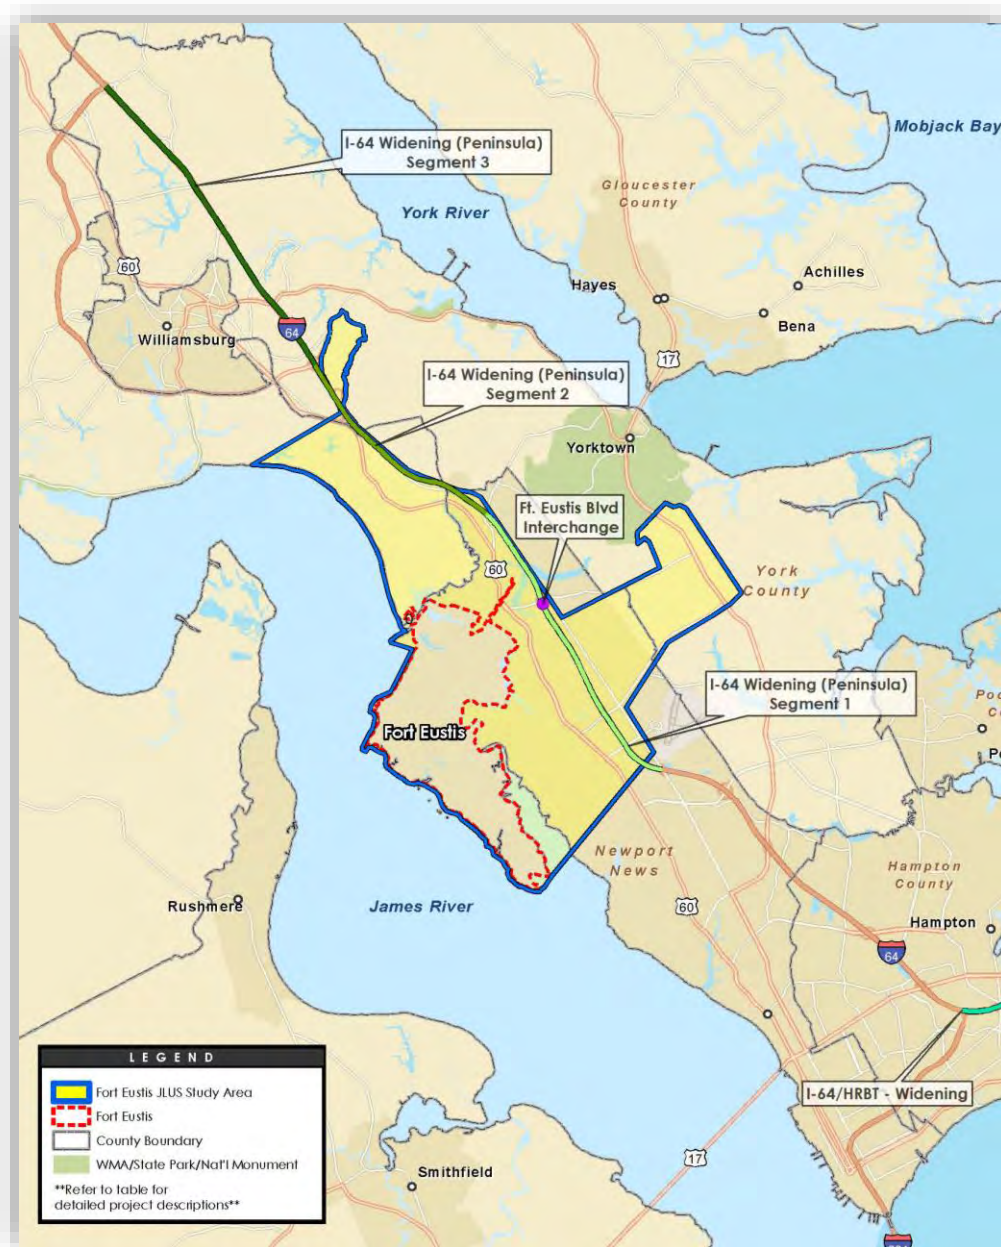 Mobjack Bay
I-64 Widening (Peninsula)
Segment 3
Gloucester
County
York River
60
Achilles
Hayes
Bena
64
Williamsburg
17
I-64 Widening (Peninsula)
Segment 2
Yorktown
Ft. Eustis Blvd
Interchange
60
York
County
I-64 Widening (Peninsula)
Segment 1
Fort Eustis
Newport
News
Hampton
County
Rushmere
James River
60
Hampton
64
LEGEND
Fort Eustis JLUS Study Area
Fort Eustis
County Boundary
WMA/State Park/Nat'l Monument
**Refer to table for
detailed project descriptions**
I-64/HRBT - Widening
17
Smithfield